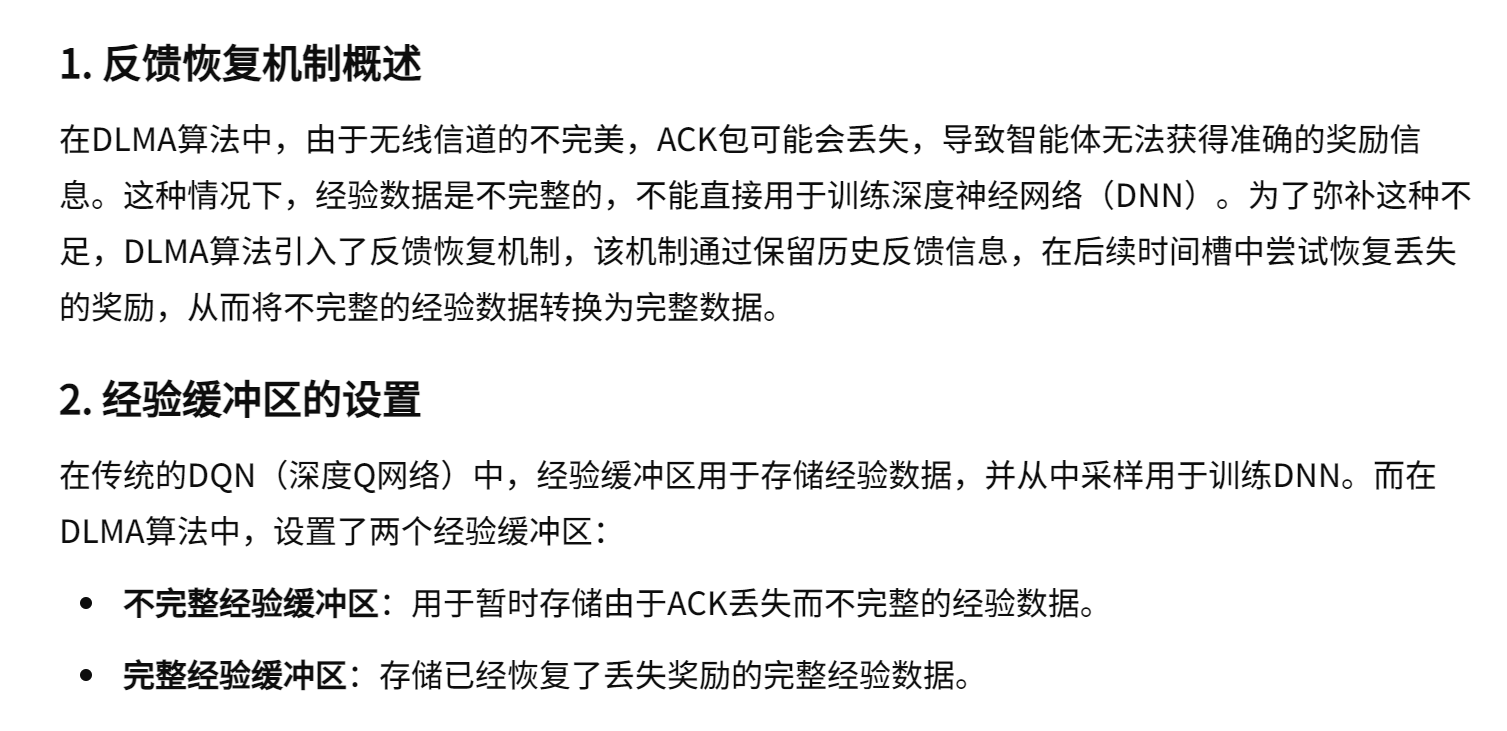 1. 反馈恢复机制概述
在DLMA算法中，由于无线信道的不完美，ACK包可能会丢失，导致智能体无法获得准确的奖励信
息。这种情况下，经验数据是不完整的，不能直接用于训练深度神经网络（DNN）。为了弥补这种不
足，DLMA算法引入了反馈恢复机制，该机制通过保留历史反馈信息，在后续时间槽中尝试恢复丢失
的奖励，从而将不完整的经验数据转换为完整数据。
2. 经验缓冲区的设置
在传统的DQN（深度Q网络）中，经验缓冲区用于存储经验数据，并从中采样用于训练DNN。而在
DLMA算法中，设置了两个经验缓冲区：
• 不完整经验缓冲区：用于暂时存储由于ACK丢失而不完整的经验数据。
• 完整经验缓冲区：存储已经恢复了丢失奖励的完整经验数据。